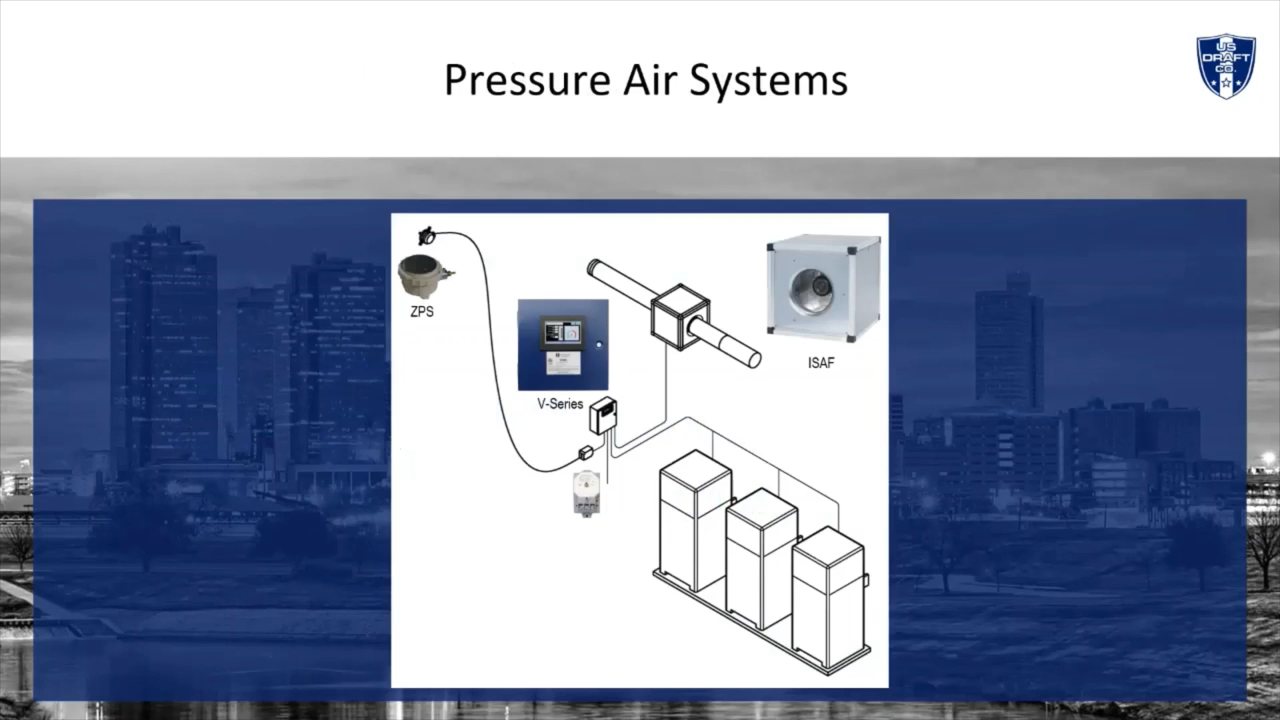 Pressure Air Systems
US
DRAFT
CO.
ZPS
V-Series
ISAF